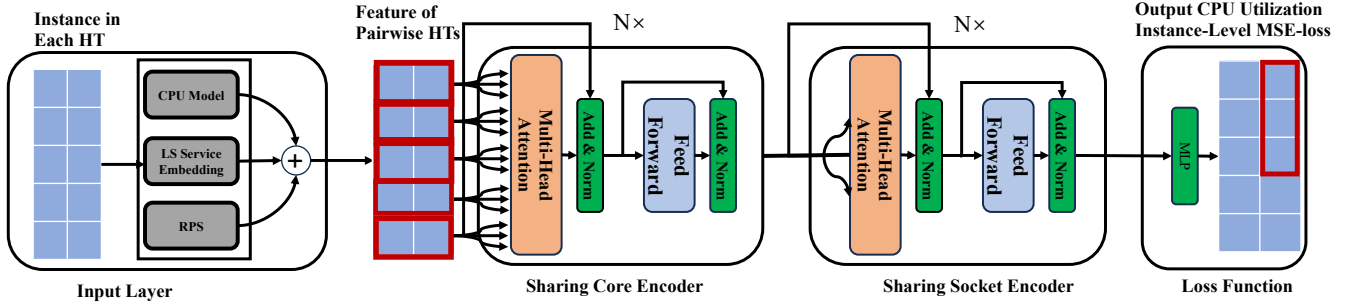 Instance in
Each HT
CPU Model
LS Service
Embedding
RPS
+
Input Layer
Feature of
Pairwise HTs
N×
Multi-Head
Attention
Add & Norm
Feed
Forward
Add & Norm
Sharing Core Encoder
N×
Multi-Head
Attention
Add & Norm
Feed
Forward
Add & Norm
Sharing Socket Encoder
Output CPU Utilization
Instance-Level MSE-loss
MLP
Loss Function